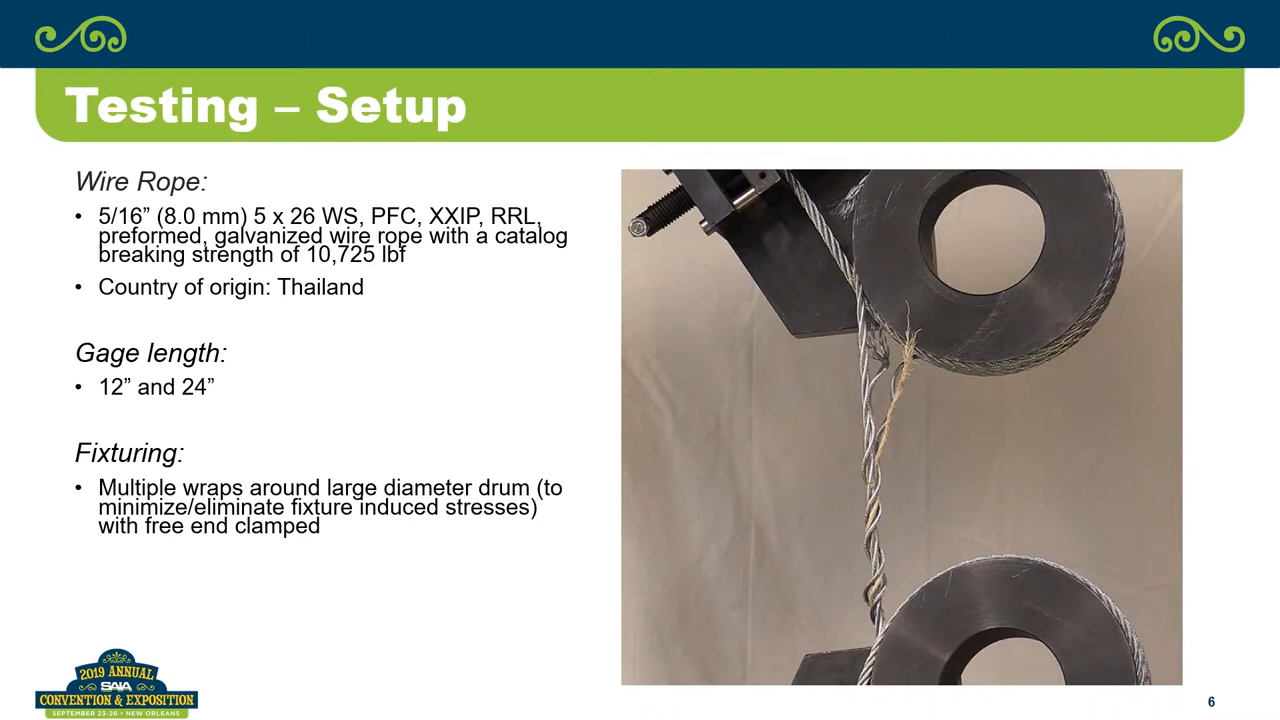 Testing – Setup
Wire Rope:
• 5/16” (8.0 mm) 5 x 26 WS, PFC, XXIP, RRL,
preformed, galvanized wire rope with a catalog
breaking strength of 10,725 lbf
• Country of origin: Thailand
Gage length:
• 12” and 24”
Fixturing:
• Multiple wraps around large diameter drum (to
minimize/eliminate fixture induced stresses)
with free end clamped
2019 ANNUAL
SAIA
CONVENTION & EXPOSITION
SEPTEMBER 23-26 • NEW ORLEANS
6